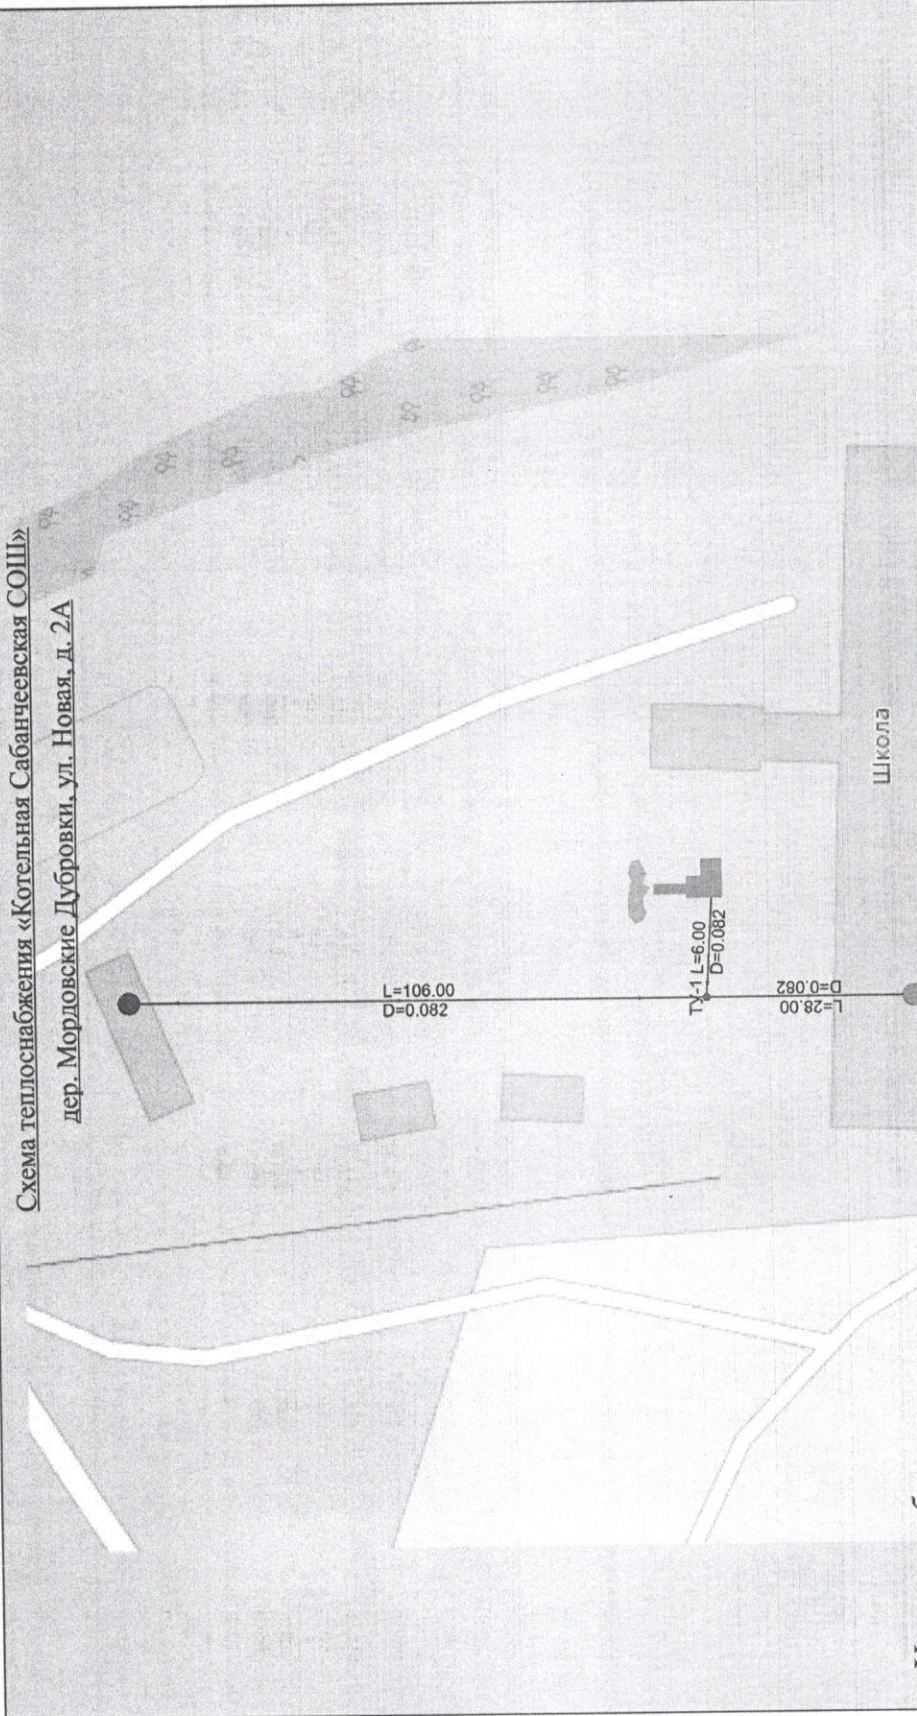 Схема теплоснабжения «Котельная Сабанчеевская СОШ»
дер. Мордовские Дубровки, ул. Новая, д. 2А
L=106.00
D=0.082
ТУ-1 L=6.00
D=0.082
L=28.00
D=0.082
Школа